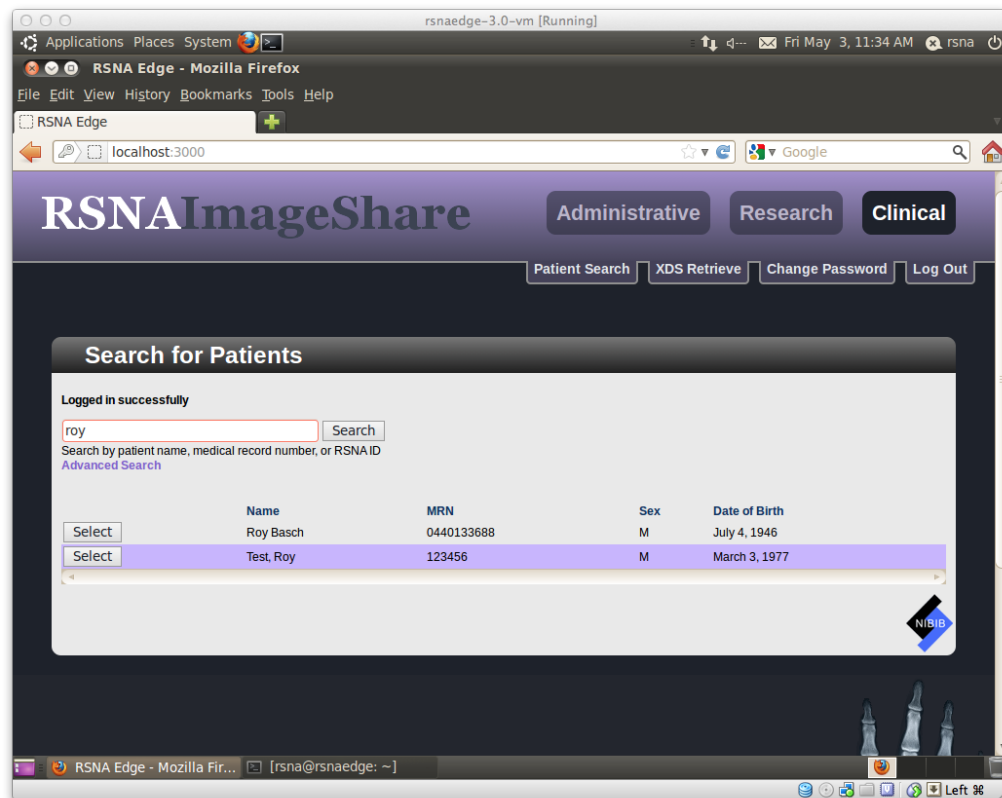 rsnaedge-3.0-vm [Running]
Applications Places System Fri May 3, 11:34 AM rsna
RSNA Edge - Mozilla Firefox
File Edit View History Bookmarks Tools Help
RSNA Edge
localhost:3000 Google
RSNAImageShare Administrative Research Clinical
Patient Search XDS Retrieve Change Password Log Out
Search for Patients
Logged in successfully
roy Search
Search by patient name, medical record number, or RSNA ID
Advanced Search
Name MRN Sex Date of Birth
Select Roy Basch 0440133688 M July 4, 1946
Select Test, Roy 123456 M March 3, 1977
NIBIB
RSNA Edge - Mozilla Fir... [rsna@rsnaedge: ~]
Left ⌘